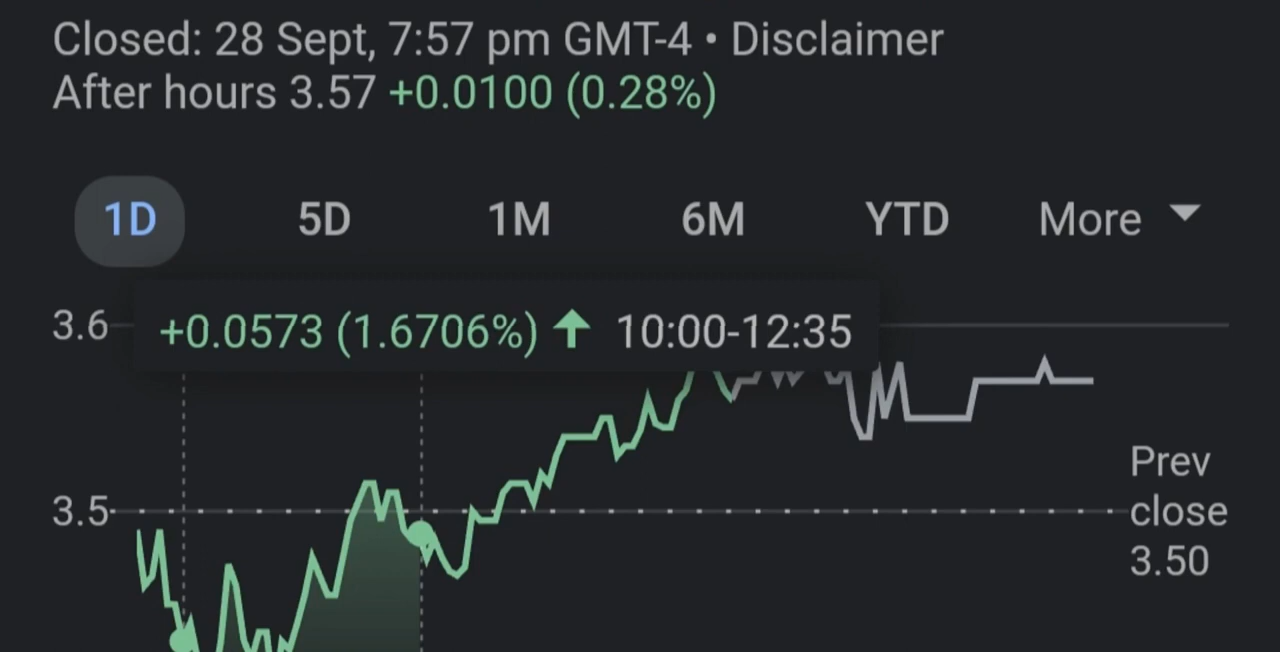 Closed: 28 Sept, 7:57 pm GMT-4 • Disclaimer
After hours 3.57 +0.0100 (0.28%)
1D 5D 1M 6M YTD More
3.6
+0.0573 (1.6706%) ↑ 10:00-12:35
3.5
Prev
close
3.50